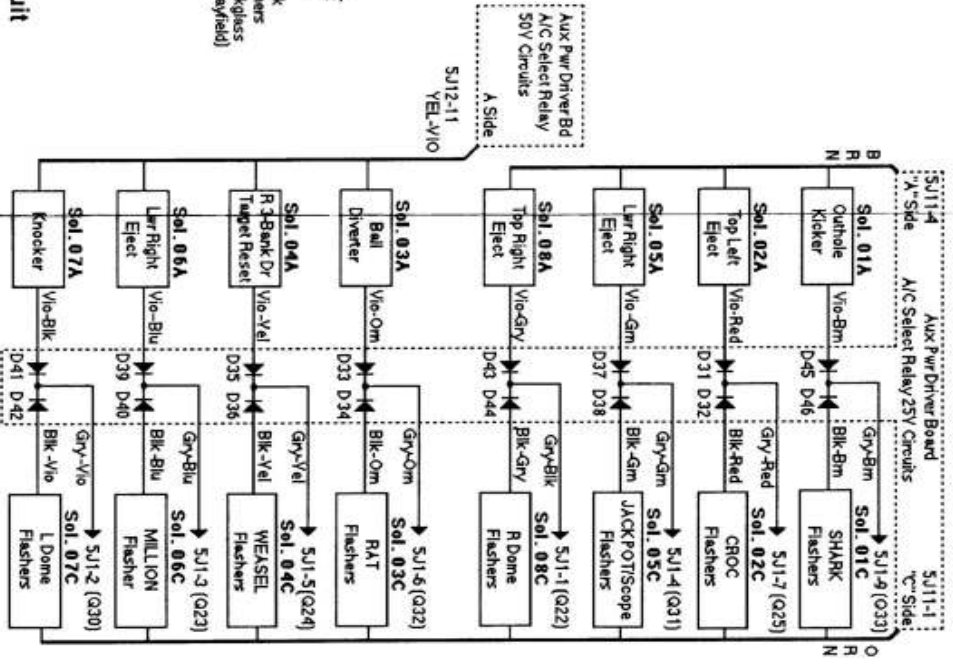 5J11-4
"A" Side
Aux Pwr Driver Board
A/C Select Relay 25V Circuits
5J11-1
"C" Side
B
R
N
O
R
N
Sol. 01A
Outhole
Kicker
Vio-Brn
D45 D46
Gry-Brn
5J1-9 (Q33)
Blk-Brn
Sol. 01C
SHARK
Flashers
Sol. 02A
Top Left
Eject
Vio-Red
D31 D32
Gry-Red
5J1-7 (Q25)
Blk-Red
Sol. 02C
CROC
Flashers
Sol. 05A
Lwr Right
Eject
Vio-Grn
D37 D38
Gry-Grn
5J1-4 (Q31)
Blk-Grn
Sol. 05C
JACKPOT/Scope
Flashers
Sol. 08A
Top Right
Eject
Vio-Gry
D43 D44
Gry-Blk
5J1-1 (Q22)
Blk-Gry
Sol. 08C
R Dome
Flashers
Aux Pwr Driver Bd
A/C Select Relay
50V Circuits
A Side
5J12-11
YEL-VIO
Sol. 03A
Ball
Diverter
Vio-Orn
D33 D34
Gry-Orn
5J1-6 (Q32)
Blk-Orn
Sol. 03C
RAT
Flashers
Sol. 04A
R 3-Bank Dr
Target Reset
Vio-Yel
D35 D36
Gry-Yel
5J1-5 (Q24)
Blk-Yel
Sol. 04C
WEASEL
Flashers
Sol. 06A
Lwr Right
Eject
Vio-Blu
D39 D40
Gry-Blu
5J1-3 (Q23)
Blk-Blu
Sol. 06C
MILLION
Flasher
Sol. 07A
Knocker
Vio-Blk
D41 D42
Gry-Vio
5J1-2 (Q30)
Blk-Vio
Sol. 07C
L Dome
Flashers
k
ers
kglass
ayfield)
uit